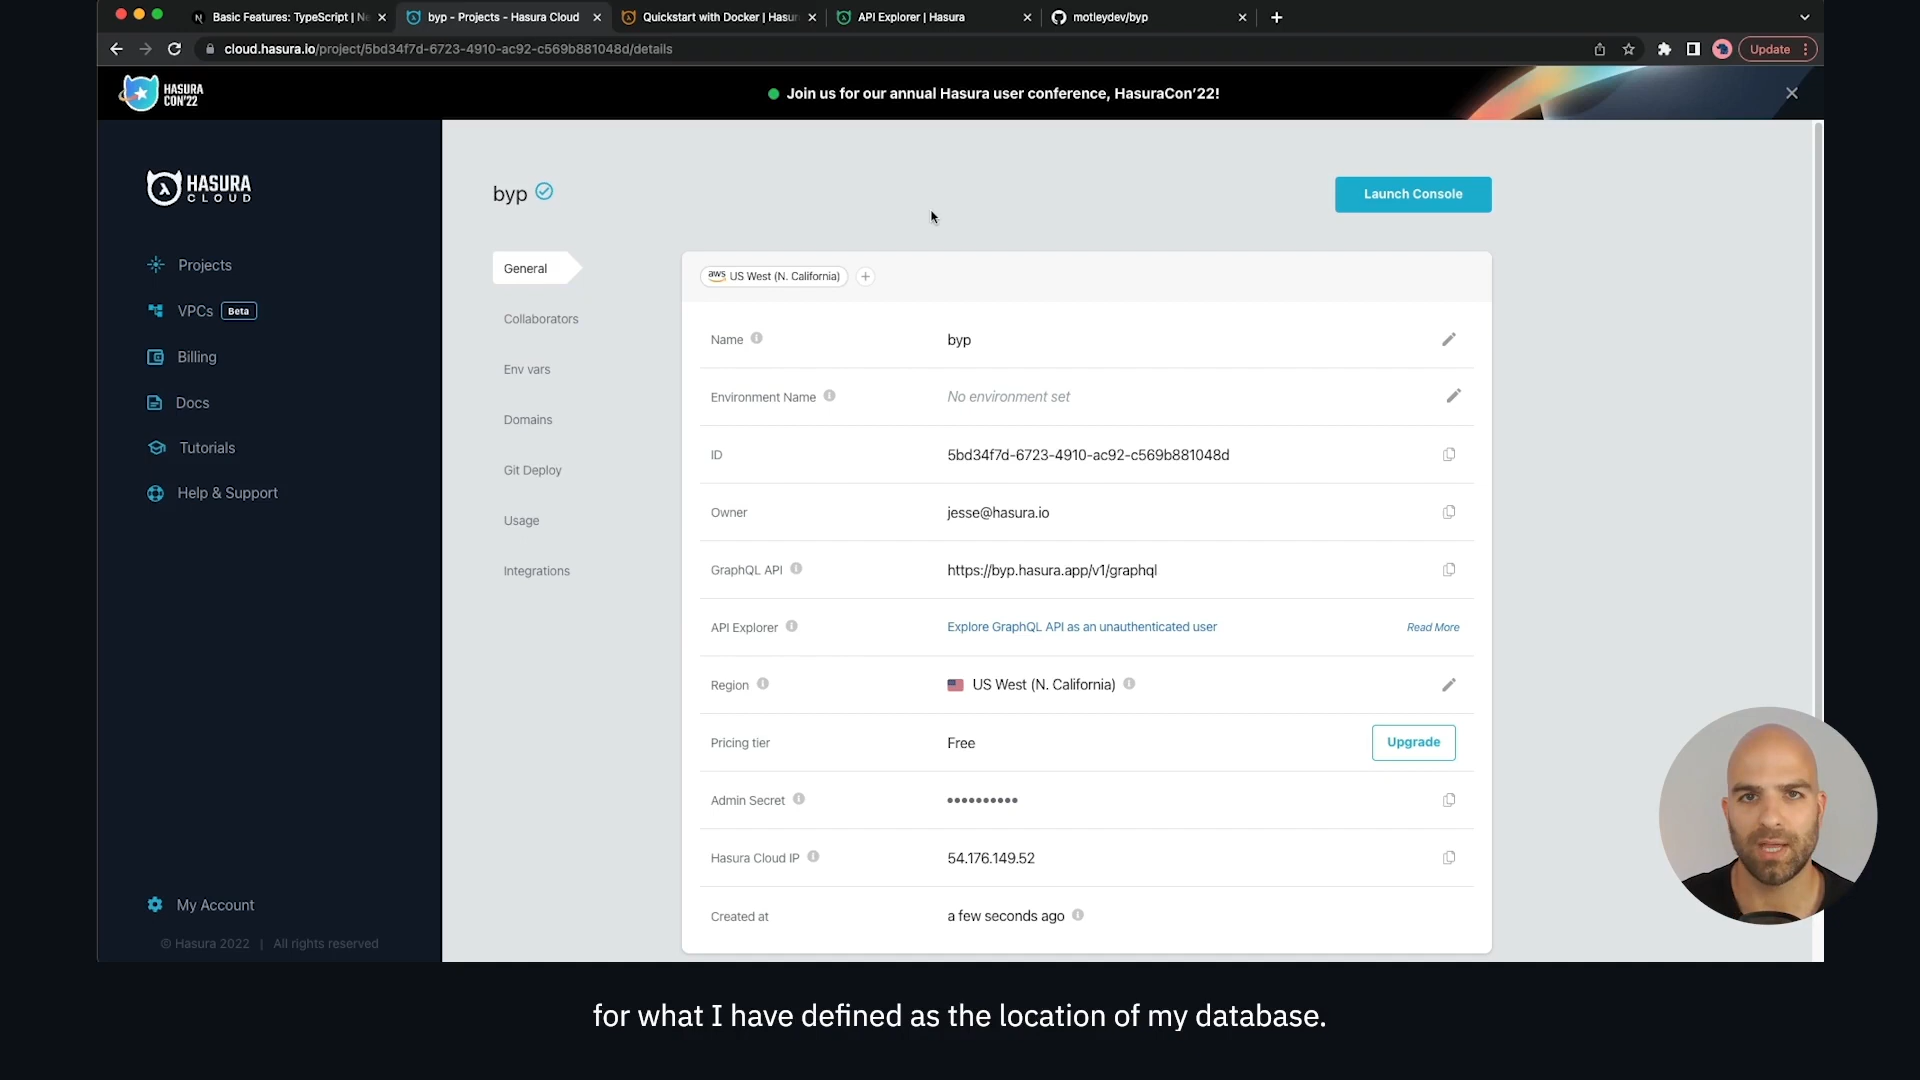 Basic Features: TypeScript | Ne
byp - Projects - Hasura Cloud
Quickstart with Docker | Hasur
API Explorer | Hasura
motleydev/byp
cloud.hasura.io/project/5bd34f7d-6723-4910-ac92-c569b881048d/details
Update
HASURA
CON'22
Join us for our annual Hasura user conference, HasuraCon'22!
HASURA
CLOUD
Projects
VPCs Beta
Billing
Docs
Tutorials
Help & Support
My Account
© Hasura 2022 | All rights reserved
byp
Launch Console
General
Collaborators
Env vars
Domains
Git Deploy
Usage
Integrations
aws US West (N. California)
Name byp
Environment Name No environment set
ID 5bd34f7d-6723-4910-ac92-c569b881048d
Owner jesse@hasura.io
GraphQL API https://byp.hasura.app/v1/graphql
API Explorer Explore GraphQL API as an unauthenticated user Read More
Region US West (N. California)
Pricing tier Free Upgrade
Admin Secret ••••••••••
Hasura Cloud IP 54.176.149.52
Created at a few seconds ago
for what I have defined as the location of my database.